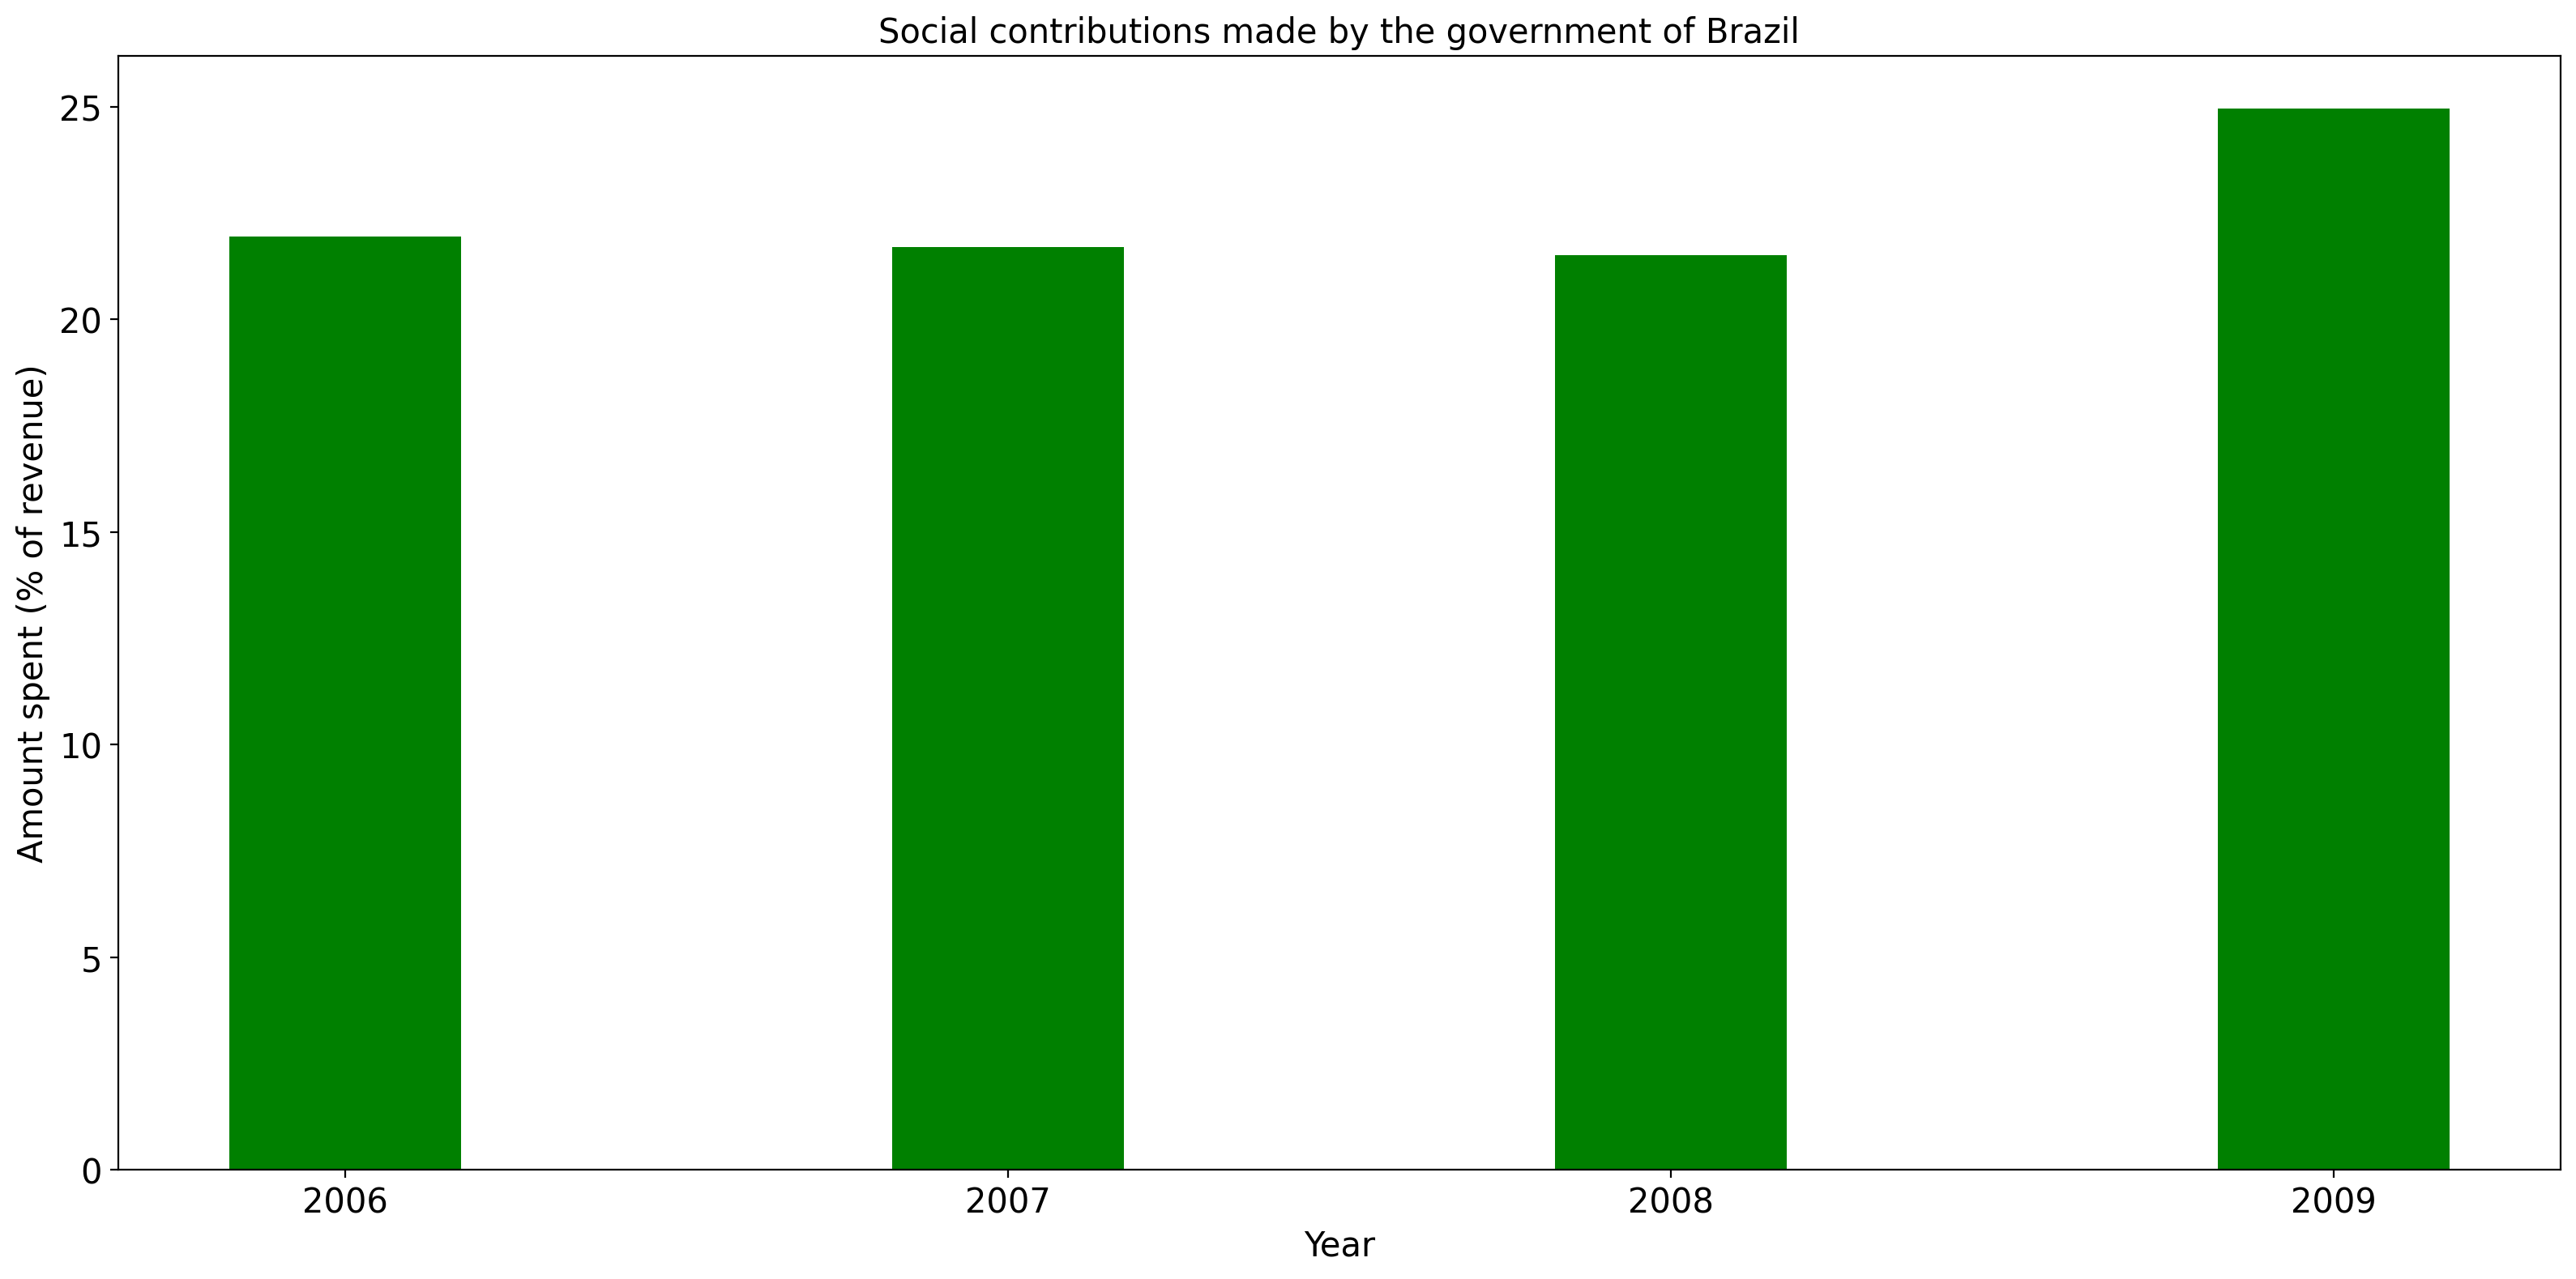 Social contributions made by the government of Brazil
Amount spent (% of revenue)
25
20
15
10
5
0
2006 2007 2008 2009
Year